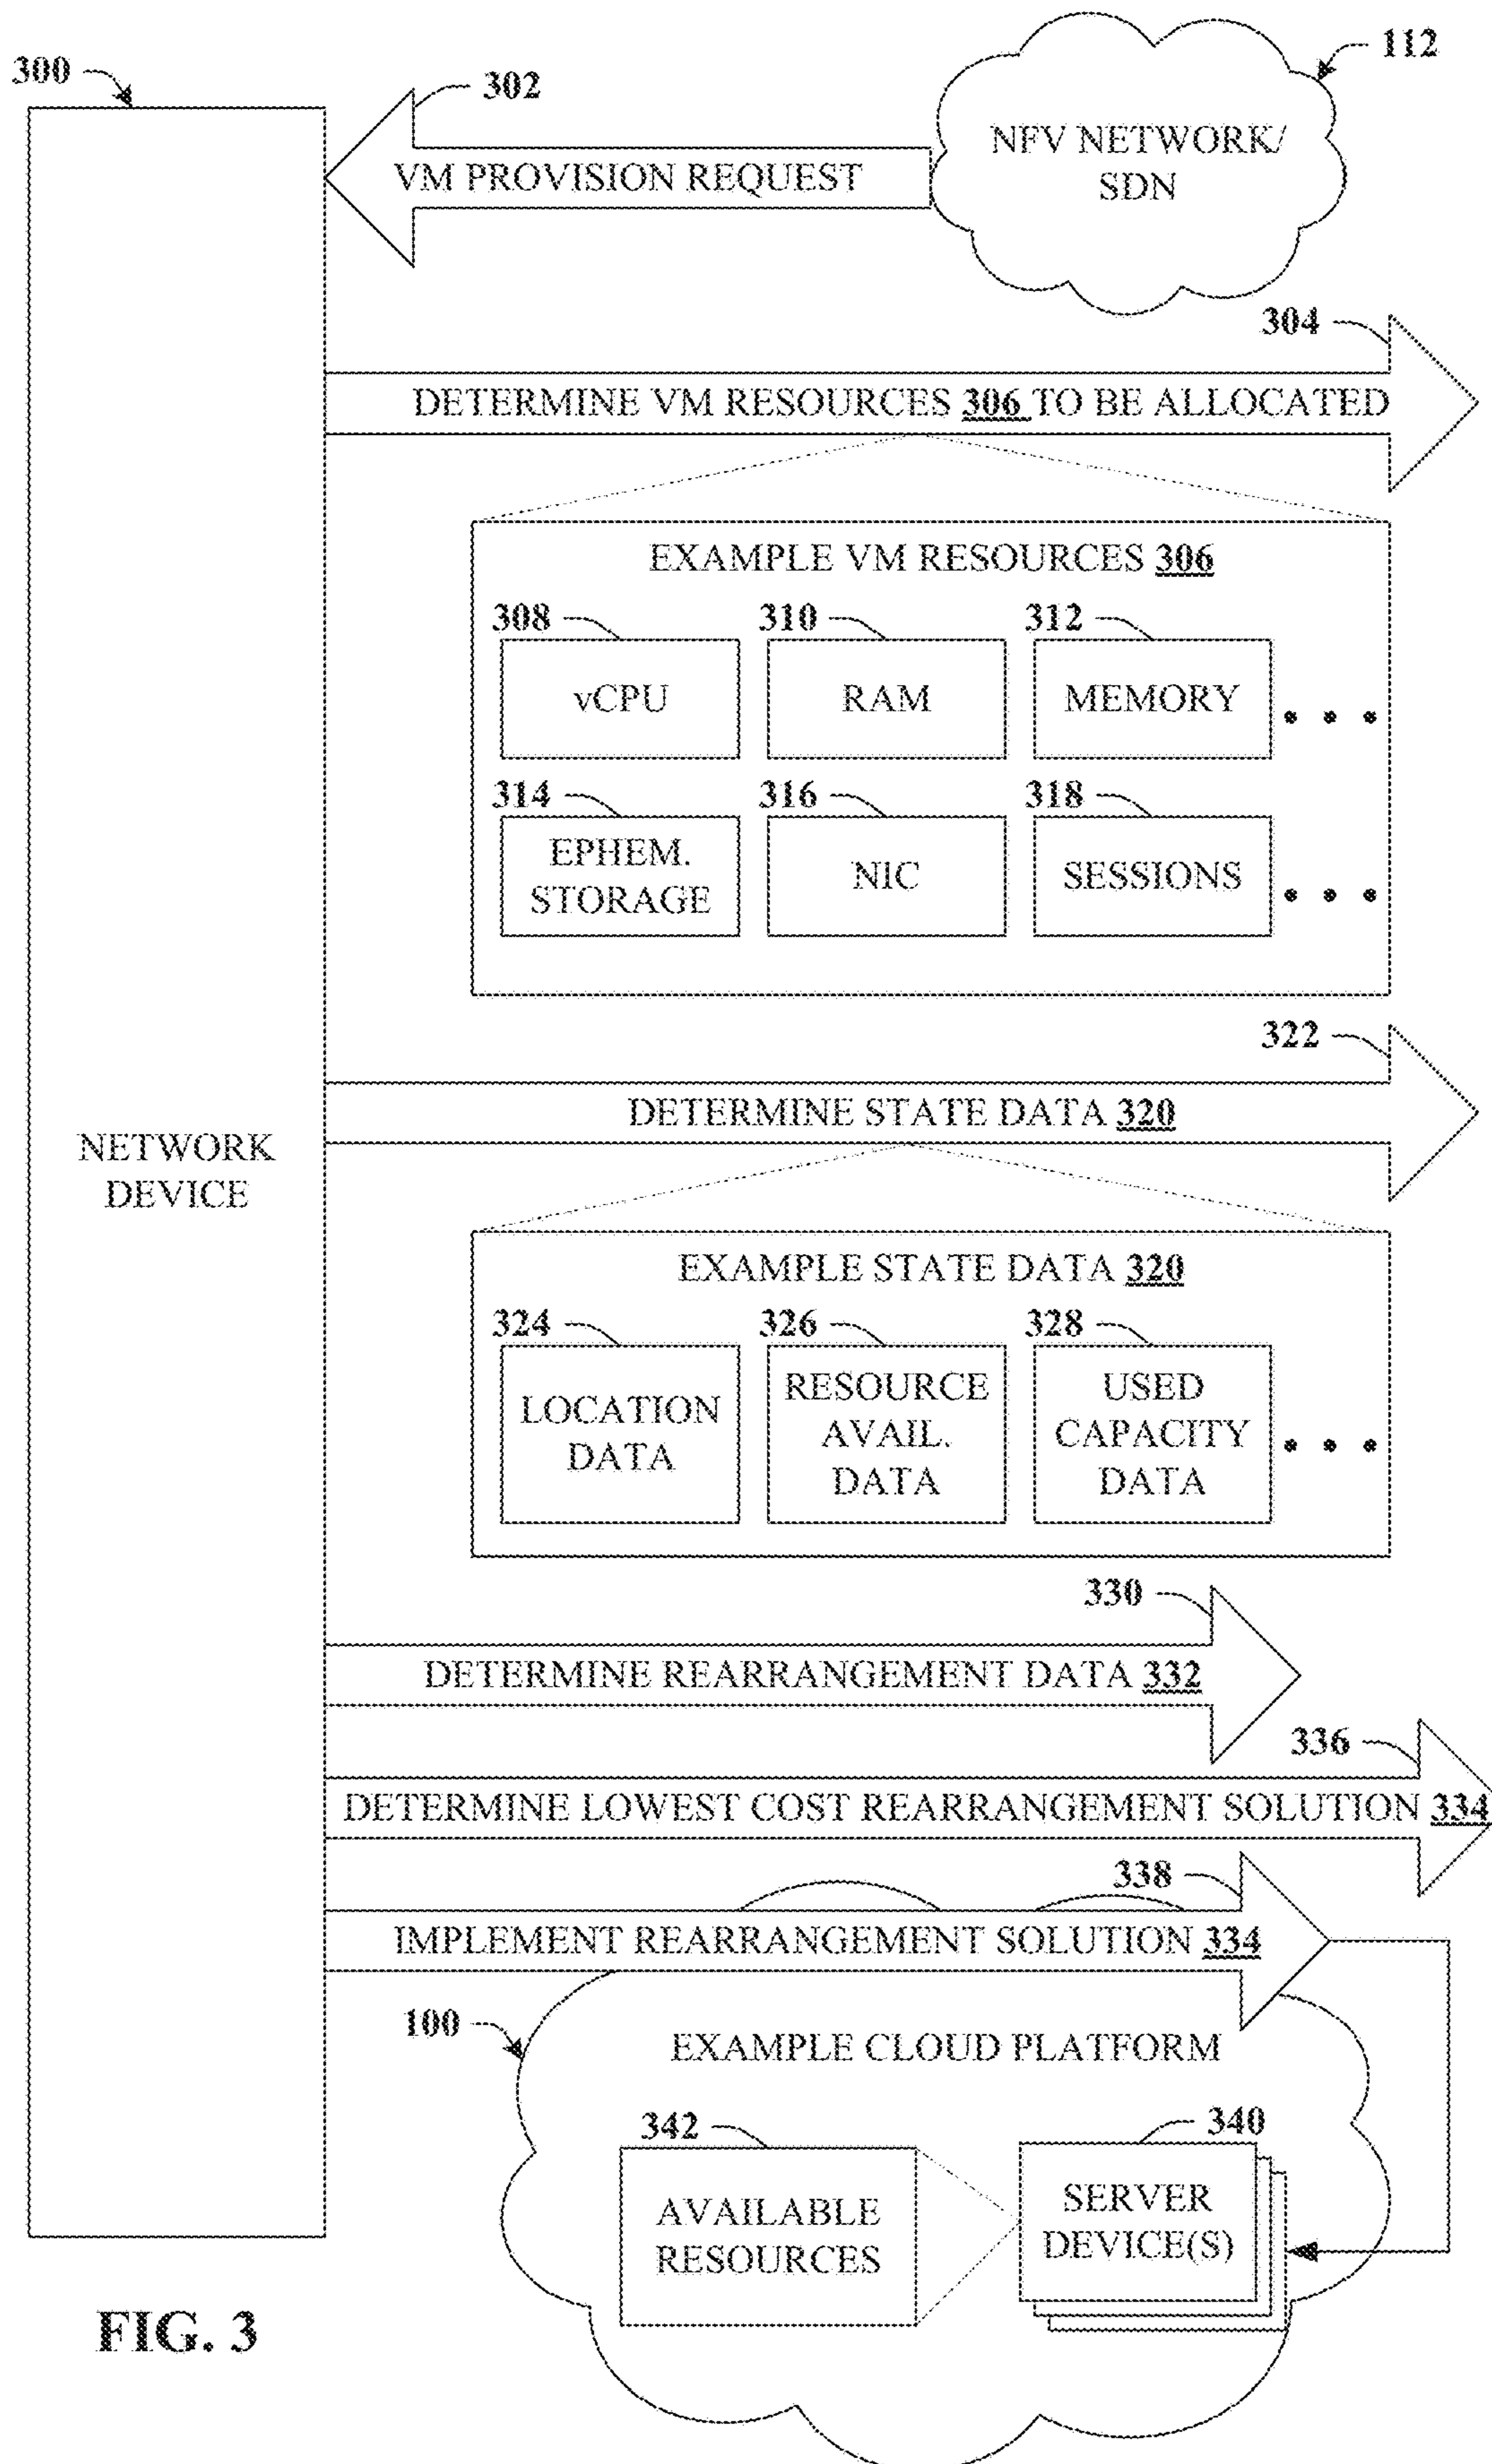 300
302
112
VM PROVISION REQUEST
NFV NETWORK/
SDN
304
DETERMINE VM RESOURCES 306 TO BE ALLOCATED
EXAMPLE VM RESOURCES 306
308
310
312
vCPU
RAM
MEMORY
314
316
318
EPHEM.
STORAGE
NIC
SESSIONS
322
DETERMINE STATE DATA 320
NETWORK
DEVICE
EXAMPLE STATE DATA 320
324
326
328
LOCATION
DATA
RESOURCE
AVAIL.
DATA
USED
CAPACITY
DATA
330
DETERMINE REARRANGEMENT DATA 332
336
DETERMINE LOWEST COST REARRANGEMENT SOLUTION 334
338
IMPLEMENT REARRANGEMENT SOLUTION 334
100
EXAMPLE CLOUD PLATFORM
342
340
AVAILABLE
RESOURCES
SERVER
DEVICE(S)
FIG. 3